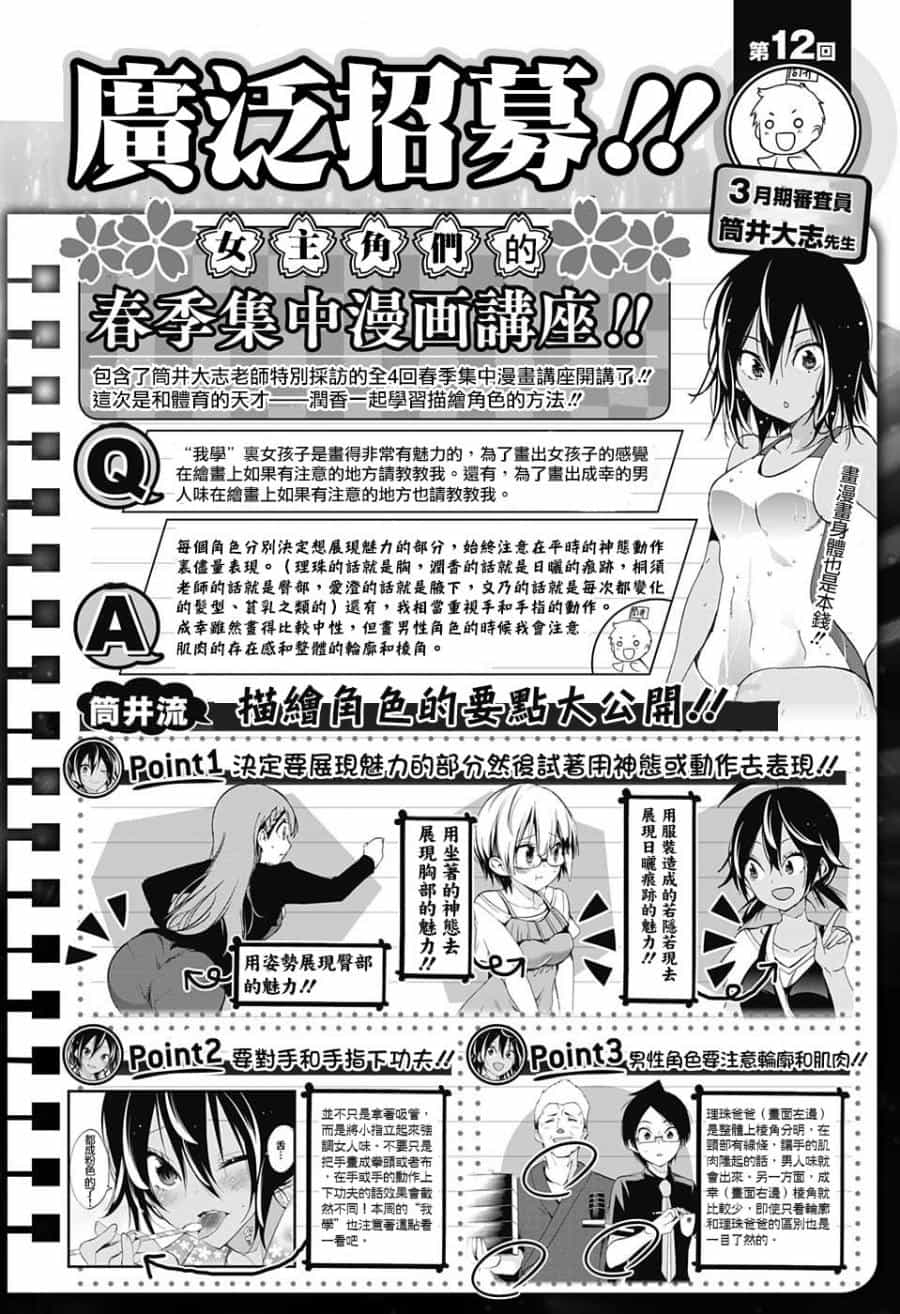 第12回
廣泛招募!!
3月期審查員
筒井大志先生
女主角們的
春季集中漫画講座!!
包含了筒井大志老師特別採訪的全4回春季集中漫畫講座開講了!!
這次是和體育的天才——潤香一起學習描繪角色的方法!!
畫漫畫身體也是本錢!!
Q
“我學”裏女孩子是畫得非常有魅力的，為了畫出女孩子的感覺
在繪畫上如果有注意的地方請教教我。還有，為了畫出成幸的男
人味在繪畫上如果有注意的地方也請教教我。
A
每個角色分別決定想展現魅力的部分，始終注意在平時的神態動作
裏儘量表現。（理珠的話就是胸，潤香的話就是日曬的痕跡，桐須
老師的話就是臀部，愛澄的話就是腋下，文乃的話就是每次都變化
的髮型、貧乳之類的）還有，我相當重視手和手指的動作。
成幸雖然畫得比較中性，但畫男性角色的時候我會注意
肌肉的存在感和整體的輪廓和棱角。
筒井流
描繪角色的要點大公開!!
Point1 決定要展現魅力的部分然後試著用神態或動作去表現!!
用服裝造成的若隱若現去
展現日曬痕跡的魅力!!
用坐著的神態去
展現胸部的魅力!!
用姿勢展現臀部
的魅力!!
Point2 要對手和手指下功夫!!
舌…
都成粉色的了!
並不只是拿著吸管，
而是將小指立起來強
調女人味。不要只是
把手畫成拳頭或者布
，在手或手的動作上
下功夫的話效果會截
然不同！本周的“我
學”也注意著這點看
一看吧。
Point3 男性角色要注意輪廓和肌肉!!
理珠爸爸（畫面左邊）
是整體上棱角分明，在
頸部有線條，讓手的肌
肉隆起的話，男人味就
會出來。另一方面，成
幸（畫面右邊）棱角就
比較少，即使只看輪廓
和理珠爸爸的區別也是
一目了然的。